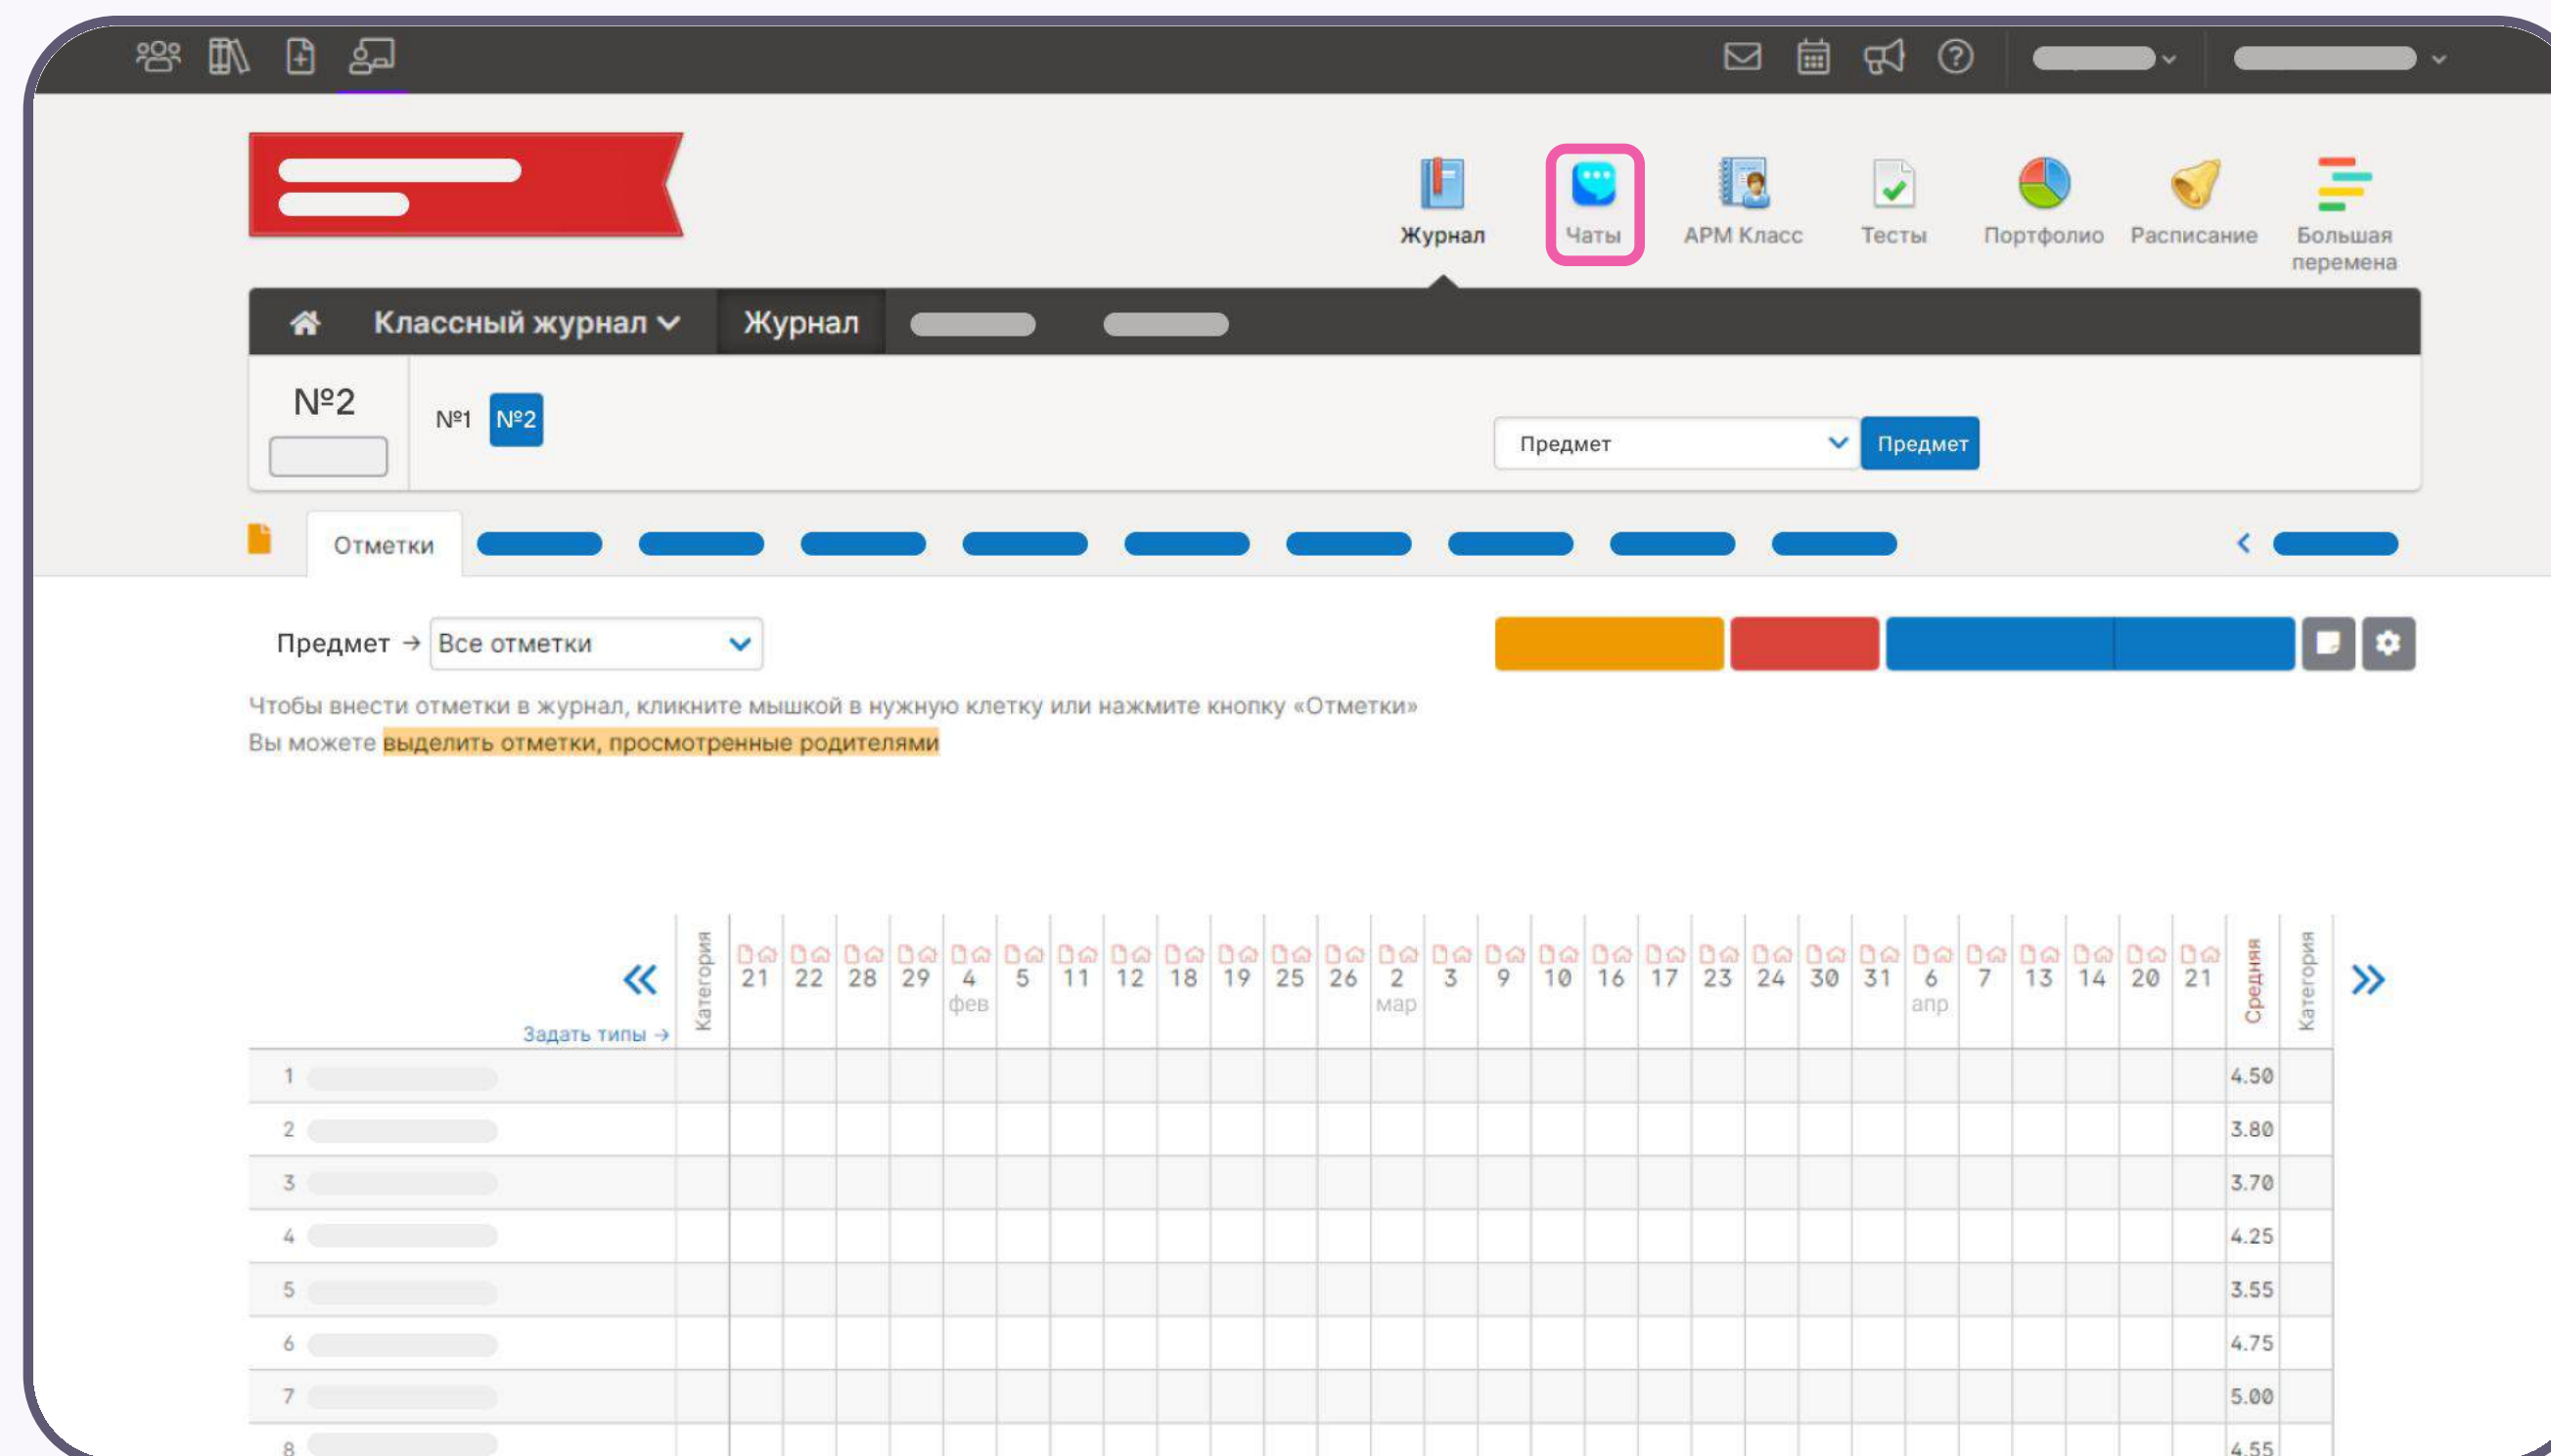 Журнал
Чаты
АРМ Класс
Тесты
Портфолио
Расписание
Большая
перемена
Классный журнал
Журнал
№2
№1 №2
Предмет
Предмет
Отметки
Предмет → Все отметки
Чтобы внести отметки в журнал, кликните мышкой в нужную клетку или нажмите кнопку «Отметки»
Вы можете выделить отметки, просмотренные родителями
Задать типы →
Категория
21 22 28 29 4 5 11 12 18 19 25 26 2 3 9 10 16 17 23 24 30 31 6 7 13 14 20 21
фев мар апр
Средняя
Категория
1 4.50
2 3.80
3 3.70
4 4.25
5 3.55
6 4.75
7 5.00
8 4.55